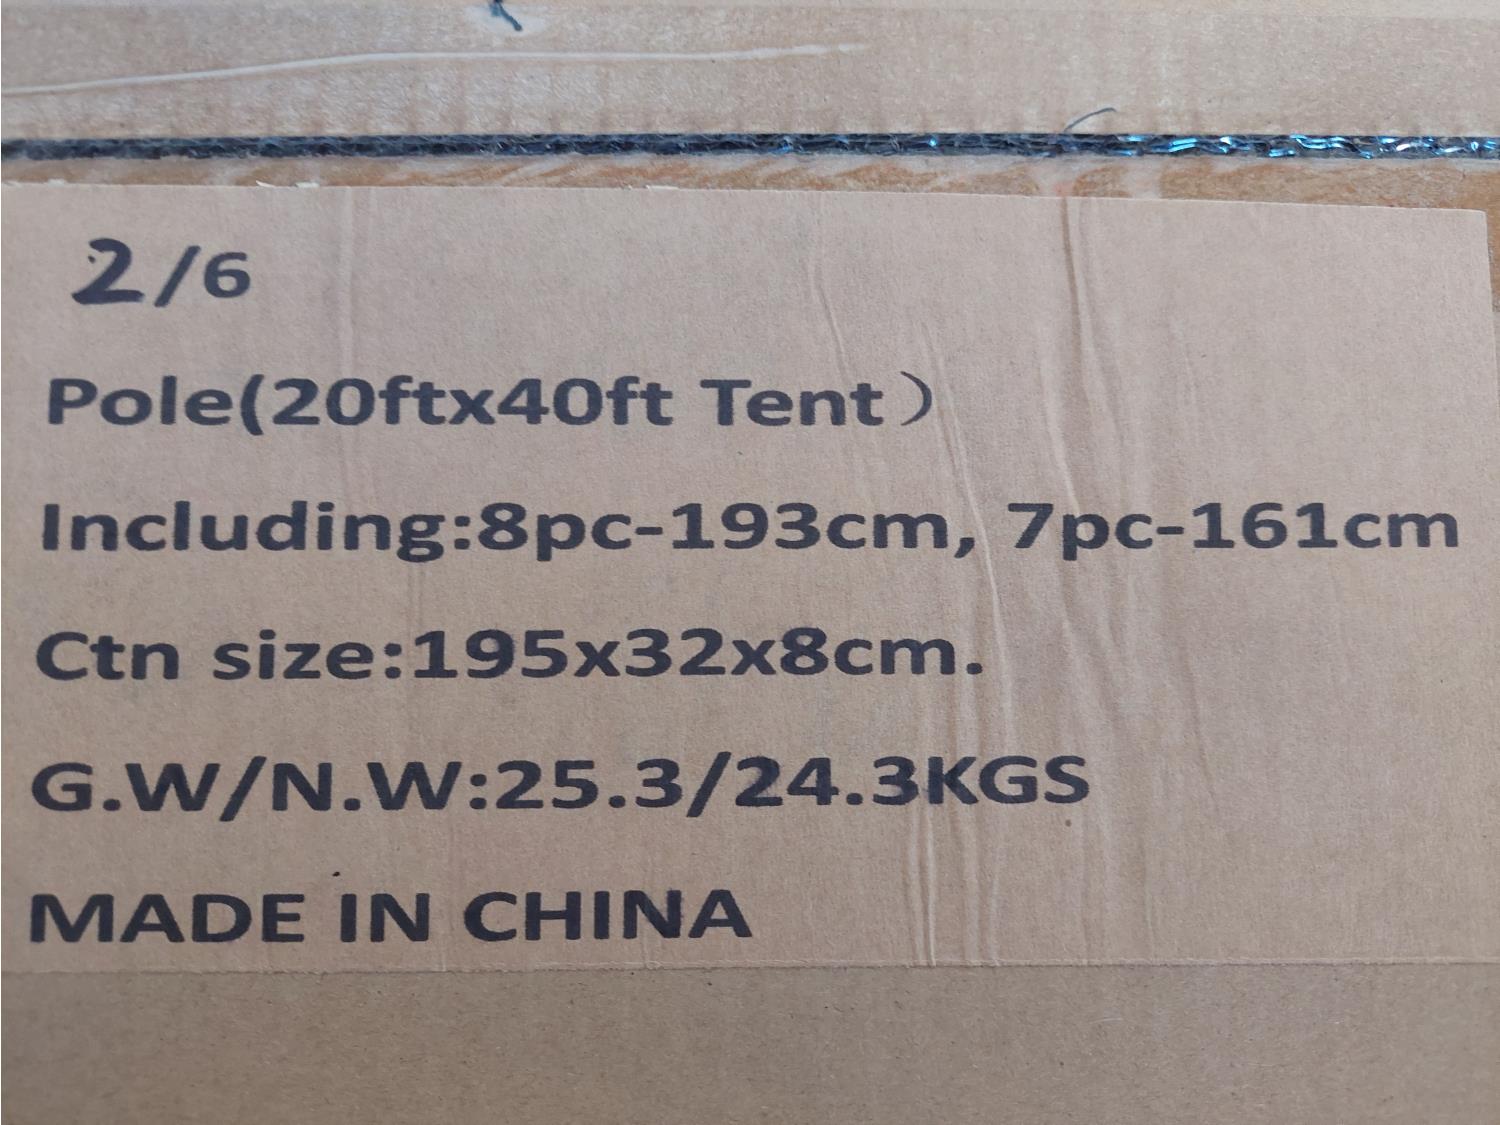 2/6
Pole(20ftx40ft Tent）
Including:8pc-193cm, 7pc-161cm
Ctn size:195x32x8cm.
G.W/N.W:25.3/24.3KGS
MADE IN CHINA